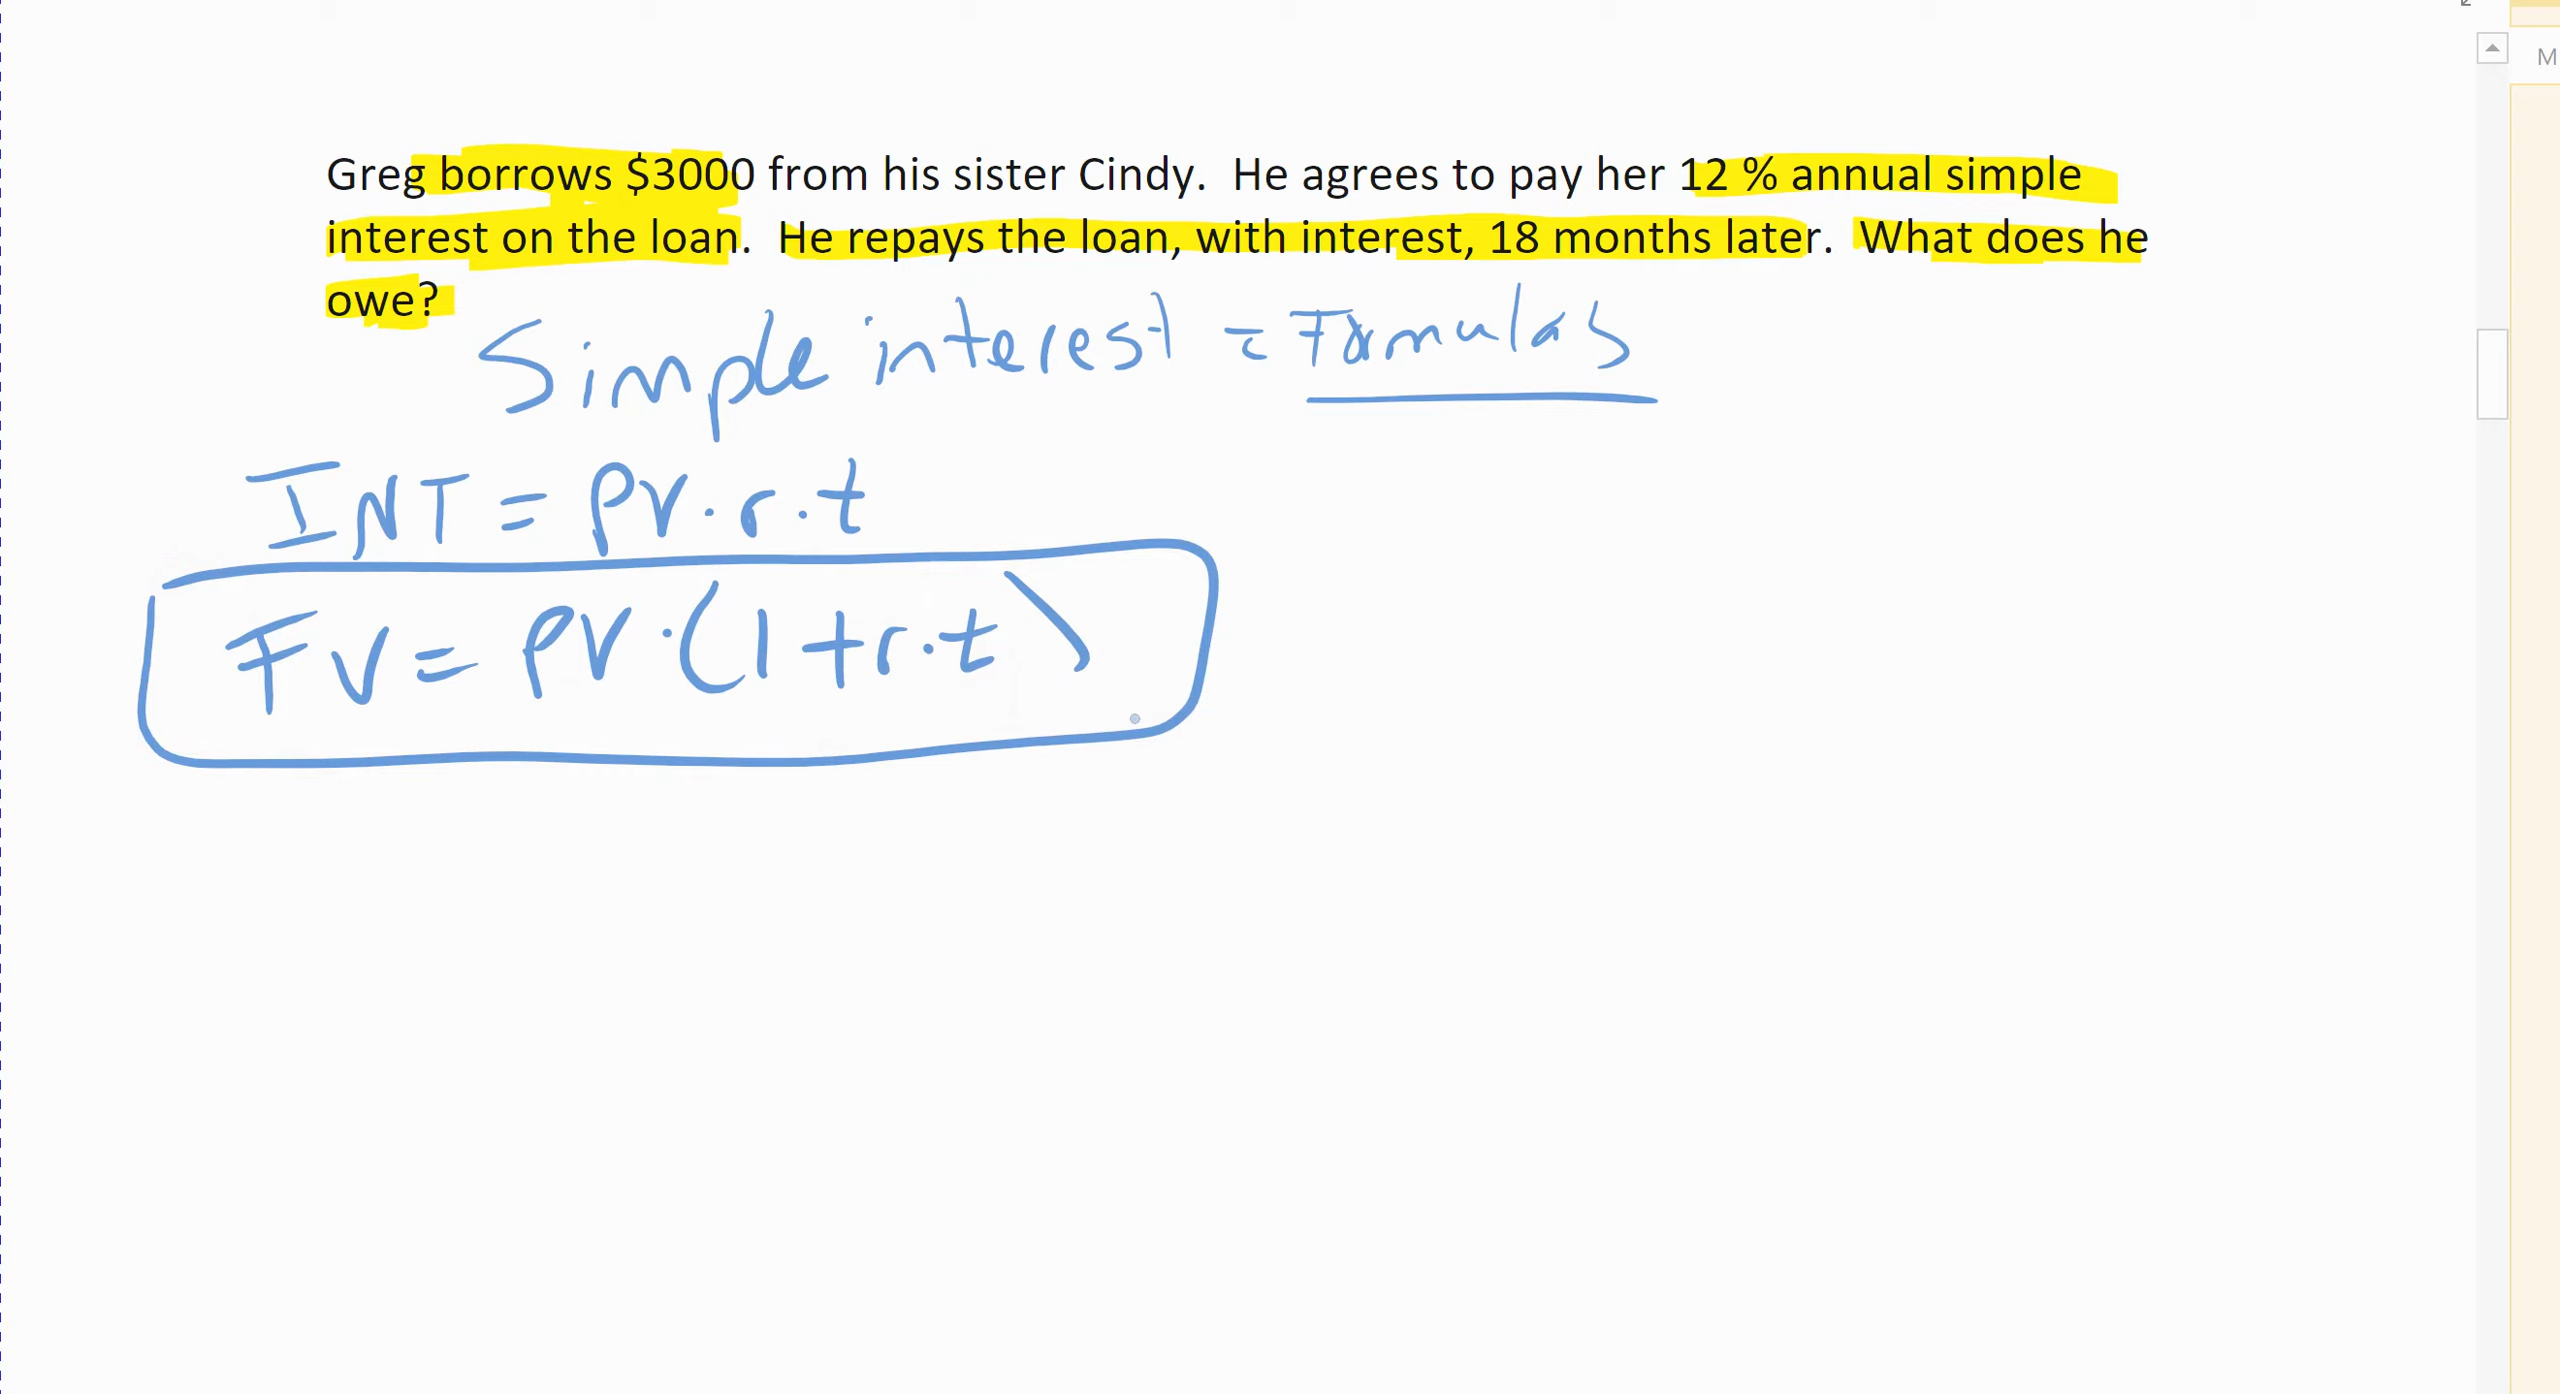 Greg borrows $3000 from his sister Cindy. He agrees to pay her 12 % annual simple
interest on the loan. He repays the loan, with interest, 18 months later. What does he
owe?
Simple interest = Formulas
INT = PV · r · t
FV = PV · (1 + r · t)
M